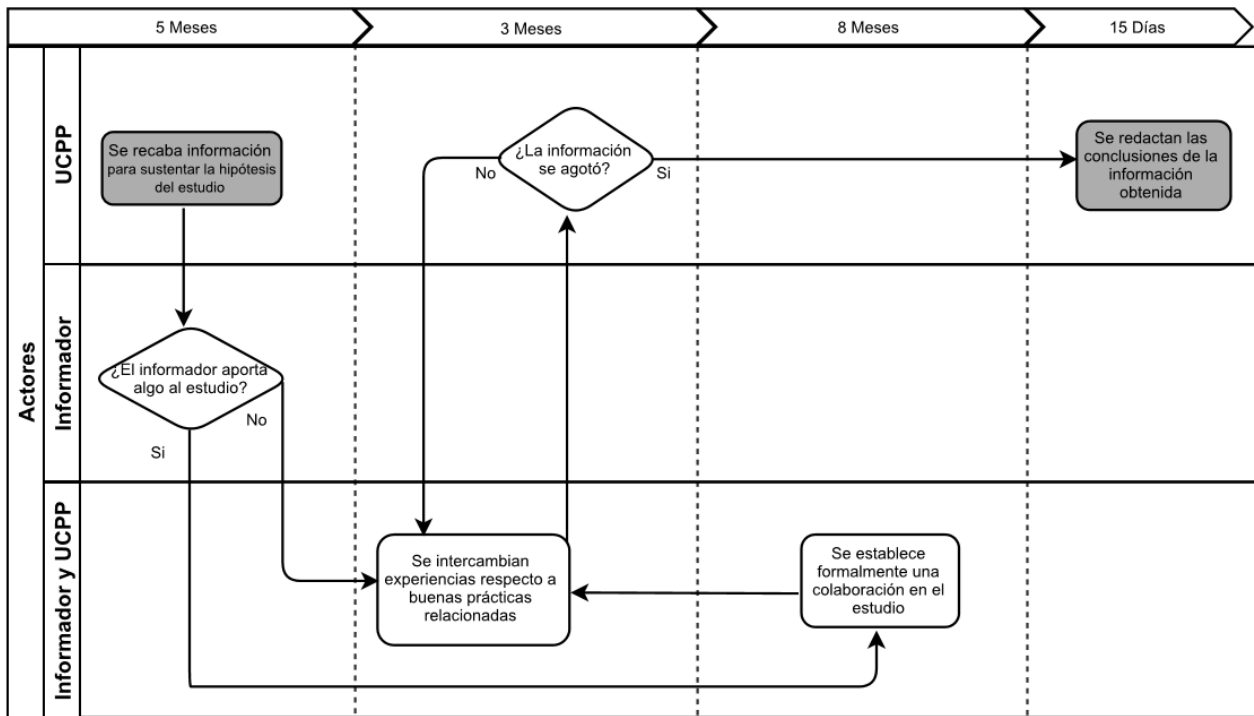 5 Meses
3 Meses
8 Meses
15 Días
Actores
UCPP
Se recaba información
para sustentar la hipótesis
del estudio
¿La información
se agotó?
No
Si
Se redactan las
conclusiones de la
información
obtenida
Informador
¿El informador aporta
algo al estudio?
No
Si
Informador y UCPP
Se intercambian
experiencias respecto a
buenas prácticas
relacionadas
Se establece
formalmente una
colaboración en el
estudio